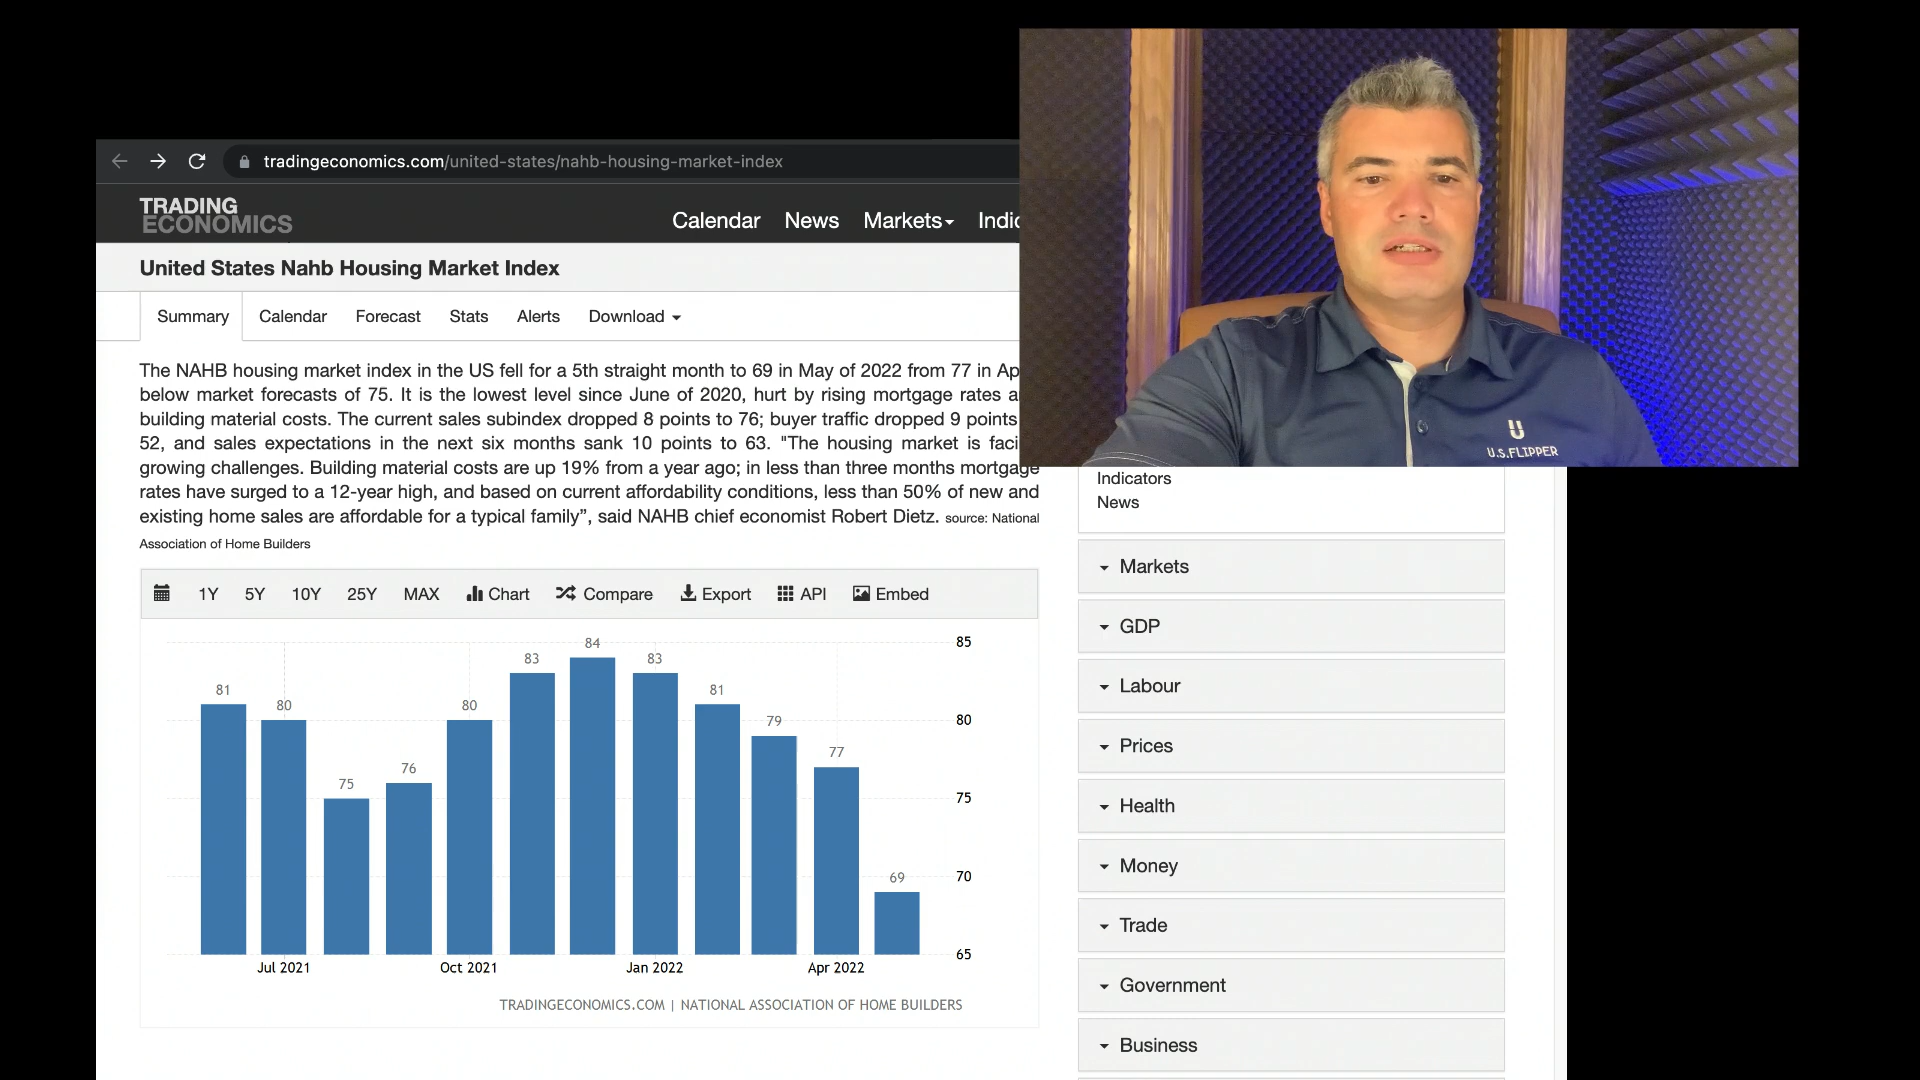 tradingeconomics.com/united-states/nahb-housing-market-index
TRADING
ECONOMICS
Calendar News Markets
United States Nahb Housing Market Index
Summary Calendar Forecast Stats Alerts Download
The NAHB housing market index in the US fell for a 5th straight month to 69 in May of 2022 from 77 in
below market forecasts of 75. It is the lowest level since June of 2020, hurt by rising mortgage rates
building material costs. The current sales subindex dropped 8 points to 76; buyer traffic dropped 9 points
52, and sales expectations in the next six months sank 10 points to 63. "The housing market is
growing challenges. Building material costs are up 19% from a year ago; in less than three months mortgage
rates have surged to a 12-year high, and based on current affordability conditions, less than 50% of new and
existing home sales are affordable for a typical family”, said NAHB chief economist Robert Dietz. source: National
Association of Home Builders
1Y 5Y 10Y 25Y MAX Chart Compare Export API Embed
84
85
83
83
81
81
80
80
80
79
77
76
75
75
70
69
65
Jul 2021 Oct 2021 Jan 2022 Apr 2022
TRADINGECONOMICS.COM | NATIONAL ASSOCIATION OF HOME BUILDERS
U
U.S.FLIPPER
Indicators
News
Markets
GDP
Labour
Prices
Health
Money
Trade
Government
Business